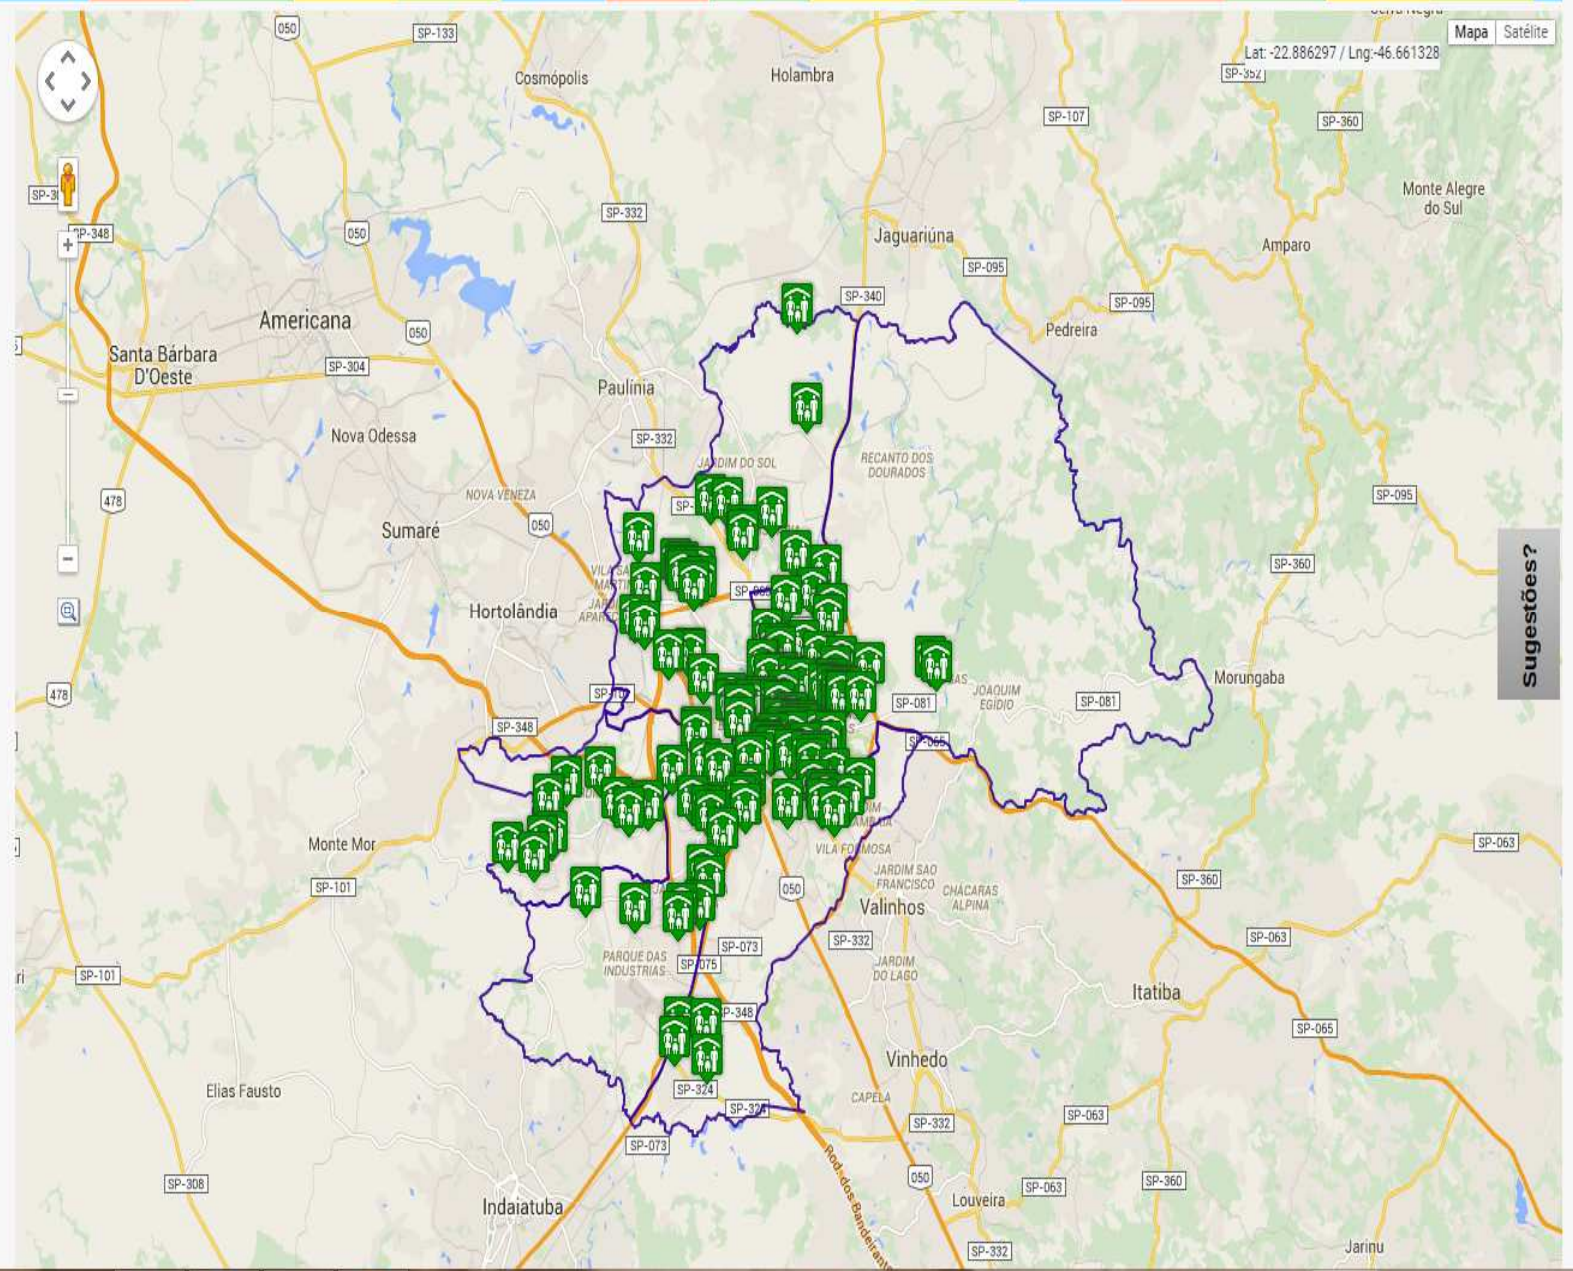 050
SP-133
Mapa
Satélite
Lat: -22.886297 / Lng:-46.661328
Cosmópolis
Holambra
SP-352
SP-107
SP-360
SP-332
Monte Alegre
do Sul
SP-348
050
Jaguariúna
Amparo
SP-095
SP-340
SP-095
Americana
050
Pedreira
Santa Bárbara
D'Oeste
SP-304
Paulínia
Nova Odessa
SP-332
JARDIM DO SOL
RECANTO DOS
DOURADOS
478
NOVA VENEZA
SP-095
Sumaré
050
SP-360
Sugestões?
Hortolândia
478
Morungaba
JOAQUIM
EGÍDIO
SP-081
SP-081
SP-348
SP-065
Monte Mor
VILA FORMOSA
SP-063
SP-101
JARDIM SAO
FRANCISCO
CHÁCARAS
ALPINA
SP-360
050
Valinhos
SP-332
SP-063
SP-073
PARQUE DAS
INDUSTRIAS
SP-075
JARDIM
DO LAGO
SP-101
Itatiba
SP-348
SP-065
Vinhedo
Elias Fausto
SP-324
CAPELA
SP-324
SP-332
SP-063
SP-073
Rod. dos Bandeirante
050
SP-308
SP-063
SP-360
Indaiatuba
Louveira
SP-332
Jarinu